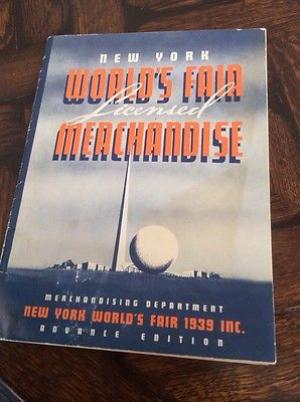 NEW YORK
WORLD'S FAIR
Licensed
MERCHANDISE
MERCHANDISING DEPARTMENT
NEW YORK WORLD'S FAIR 1939 INC.
ADVANCE EDITION